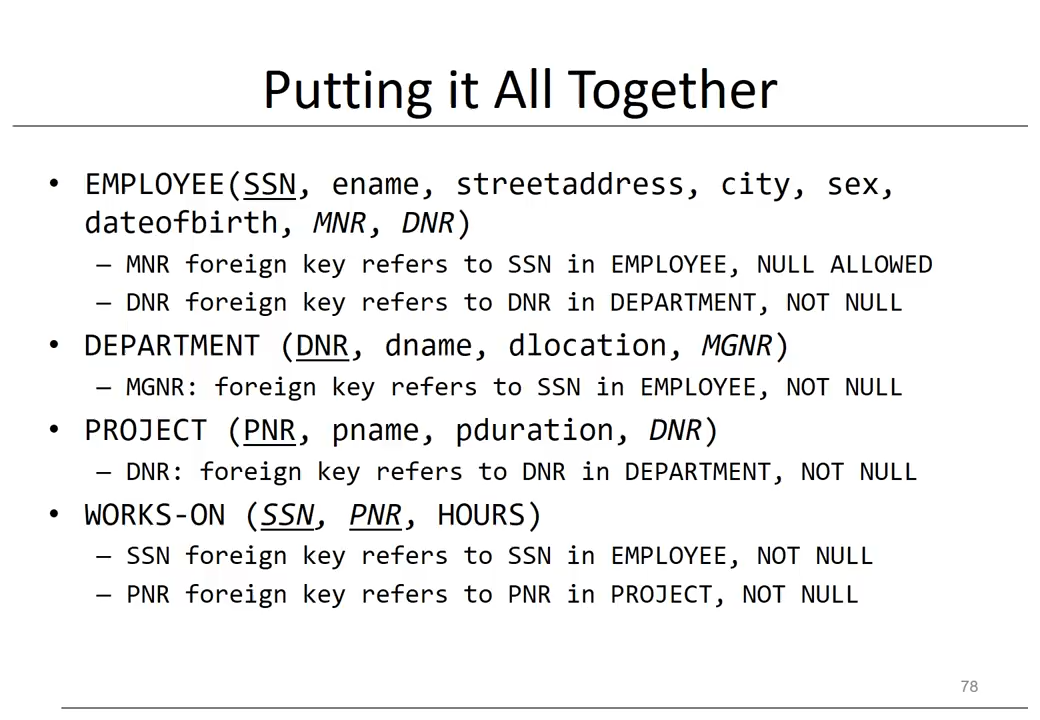 Putting it All Together
• EMPLOYEE(SSN, ename, streetaddress, city, sex,
dateofbirth, MNR, DNR)
– MNR foreign key refers to SSN in EMPLOYEE, NULL ALLOWED
– DNR foreign key refers to DNR in DEPARTMENT, NOT NULL
• DEPARTMENT (DNR, dname, dlocation, MGNR)
– MGNR: foreign key refers to SSN in EMPLOYEE, NOT NULL
• PROJECT (PNR, pname, pduration, DNR)
– DNR: foreign key refers to DNR in DEPARTMENT, NOT NULL
• WORKS-ON (SSN, PNR, HOURS)
– SSN foreign key refers to SSN in EMPLOYEE, NOT NULL
– PNR foreign key refers to PNR in PROJECT, NOT NULL
78